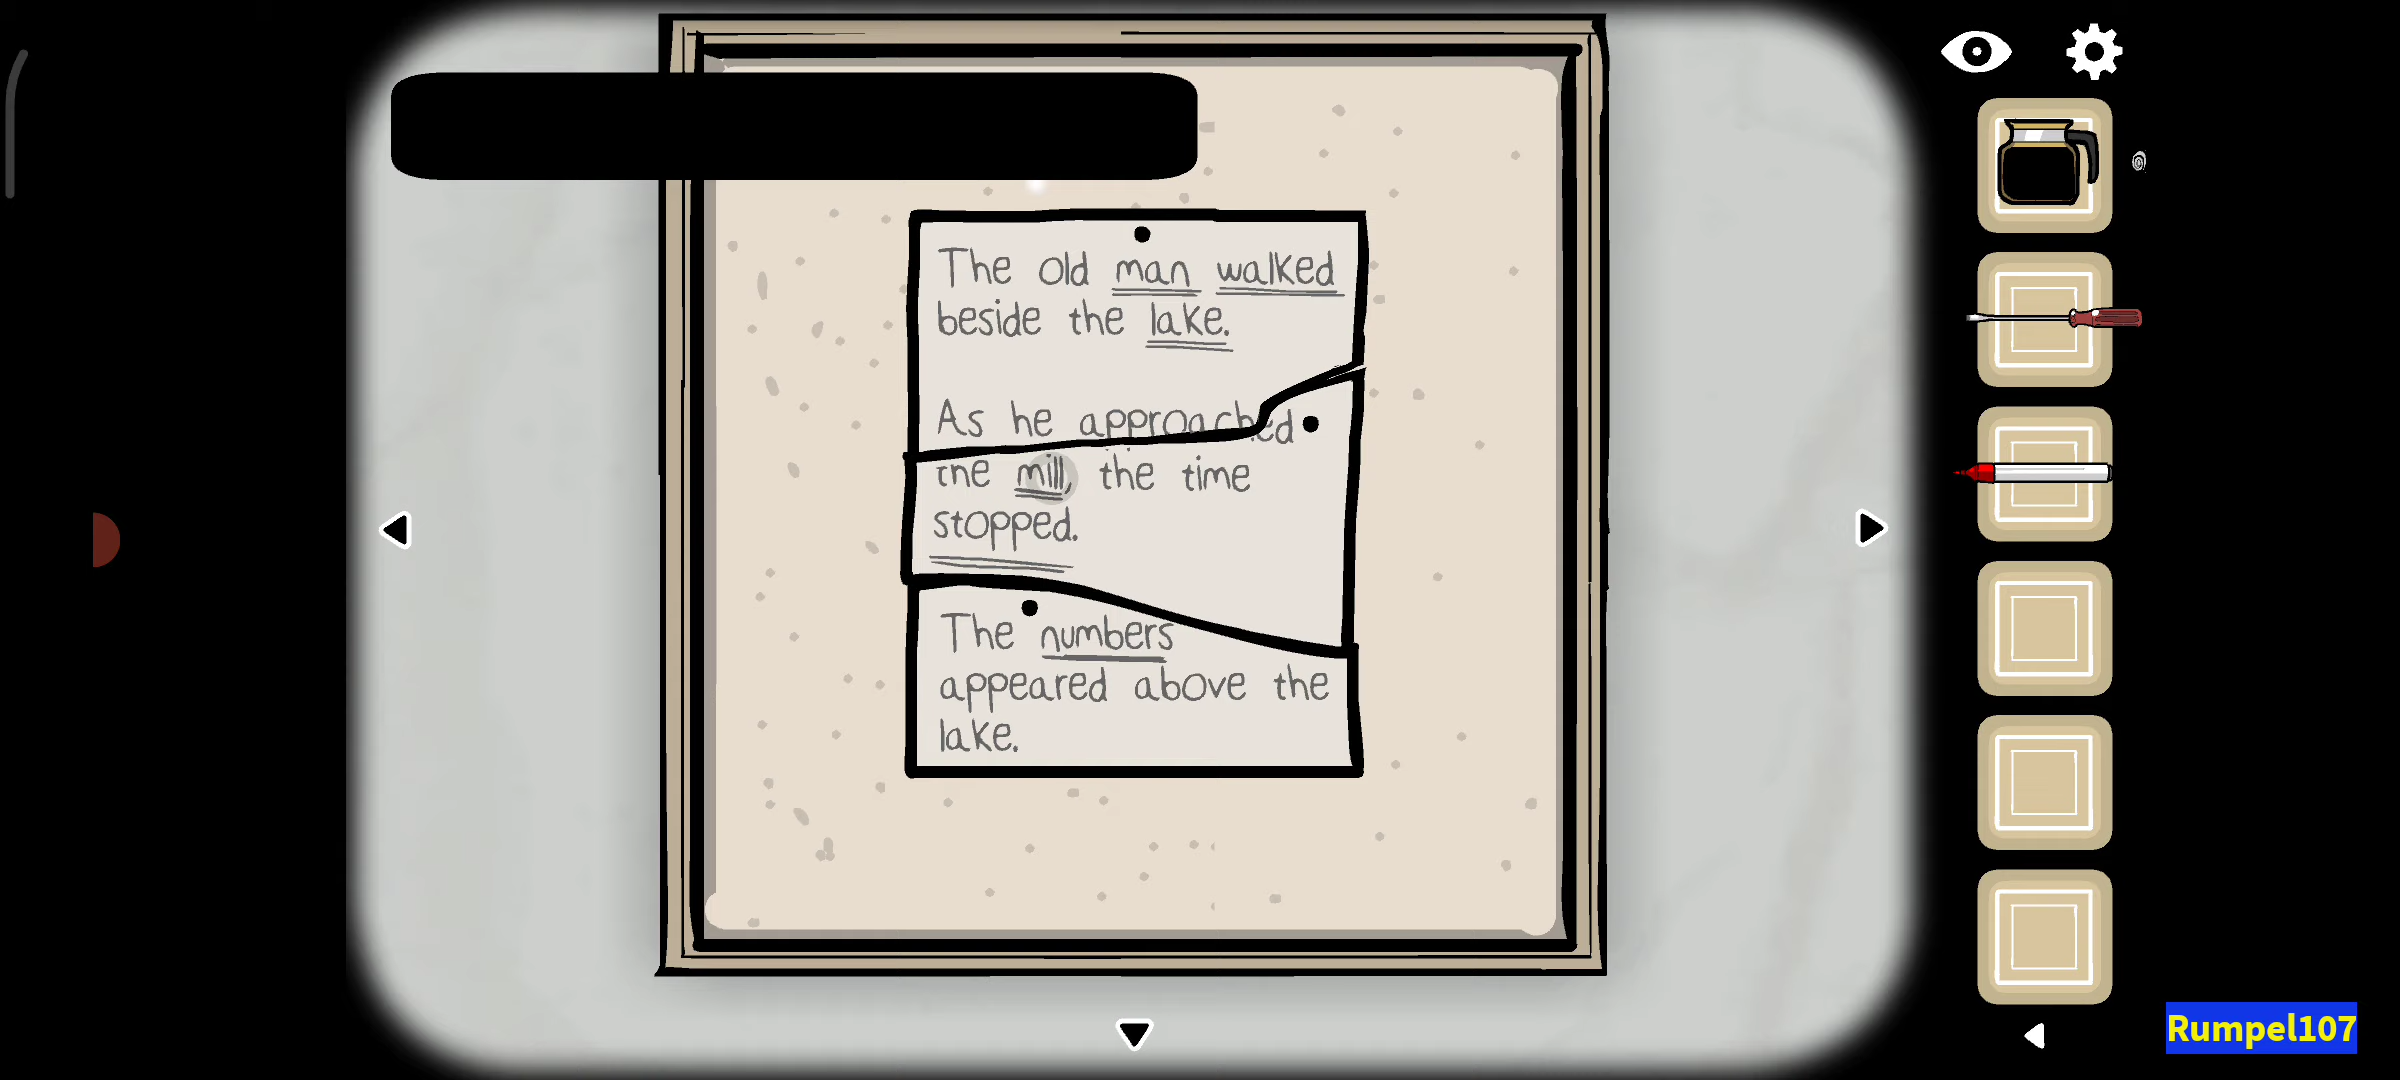 The old man walked
beside the lake.
As he approached
the mill, the time
stopped.
The numbers
appeared above the
lake.
Rumpel107